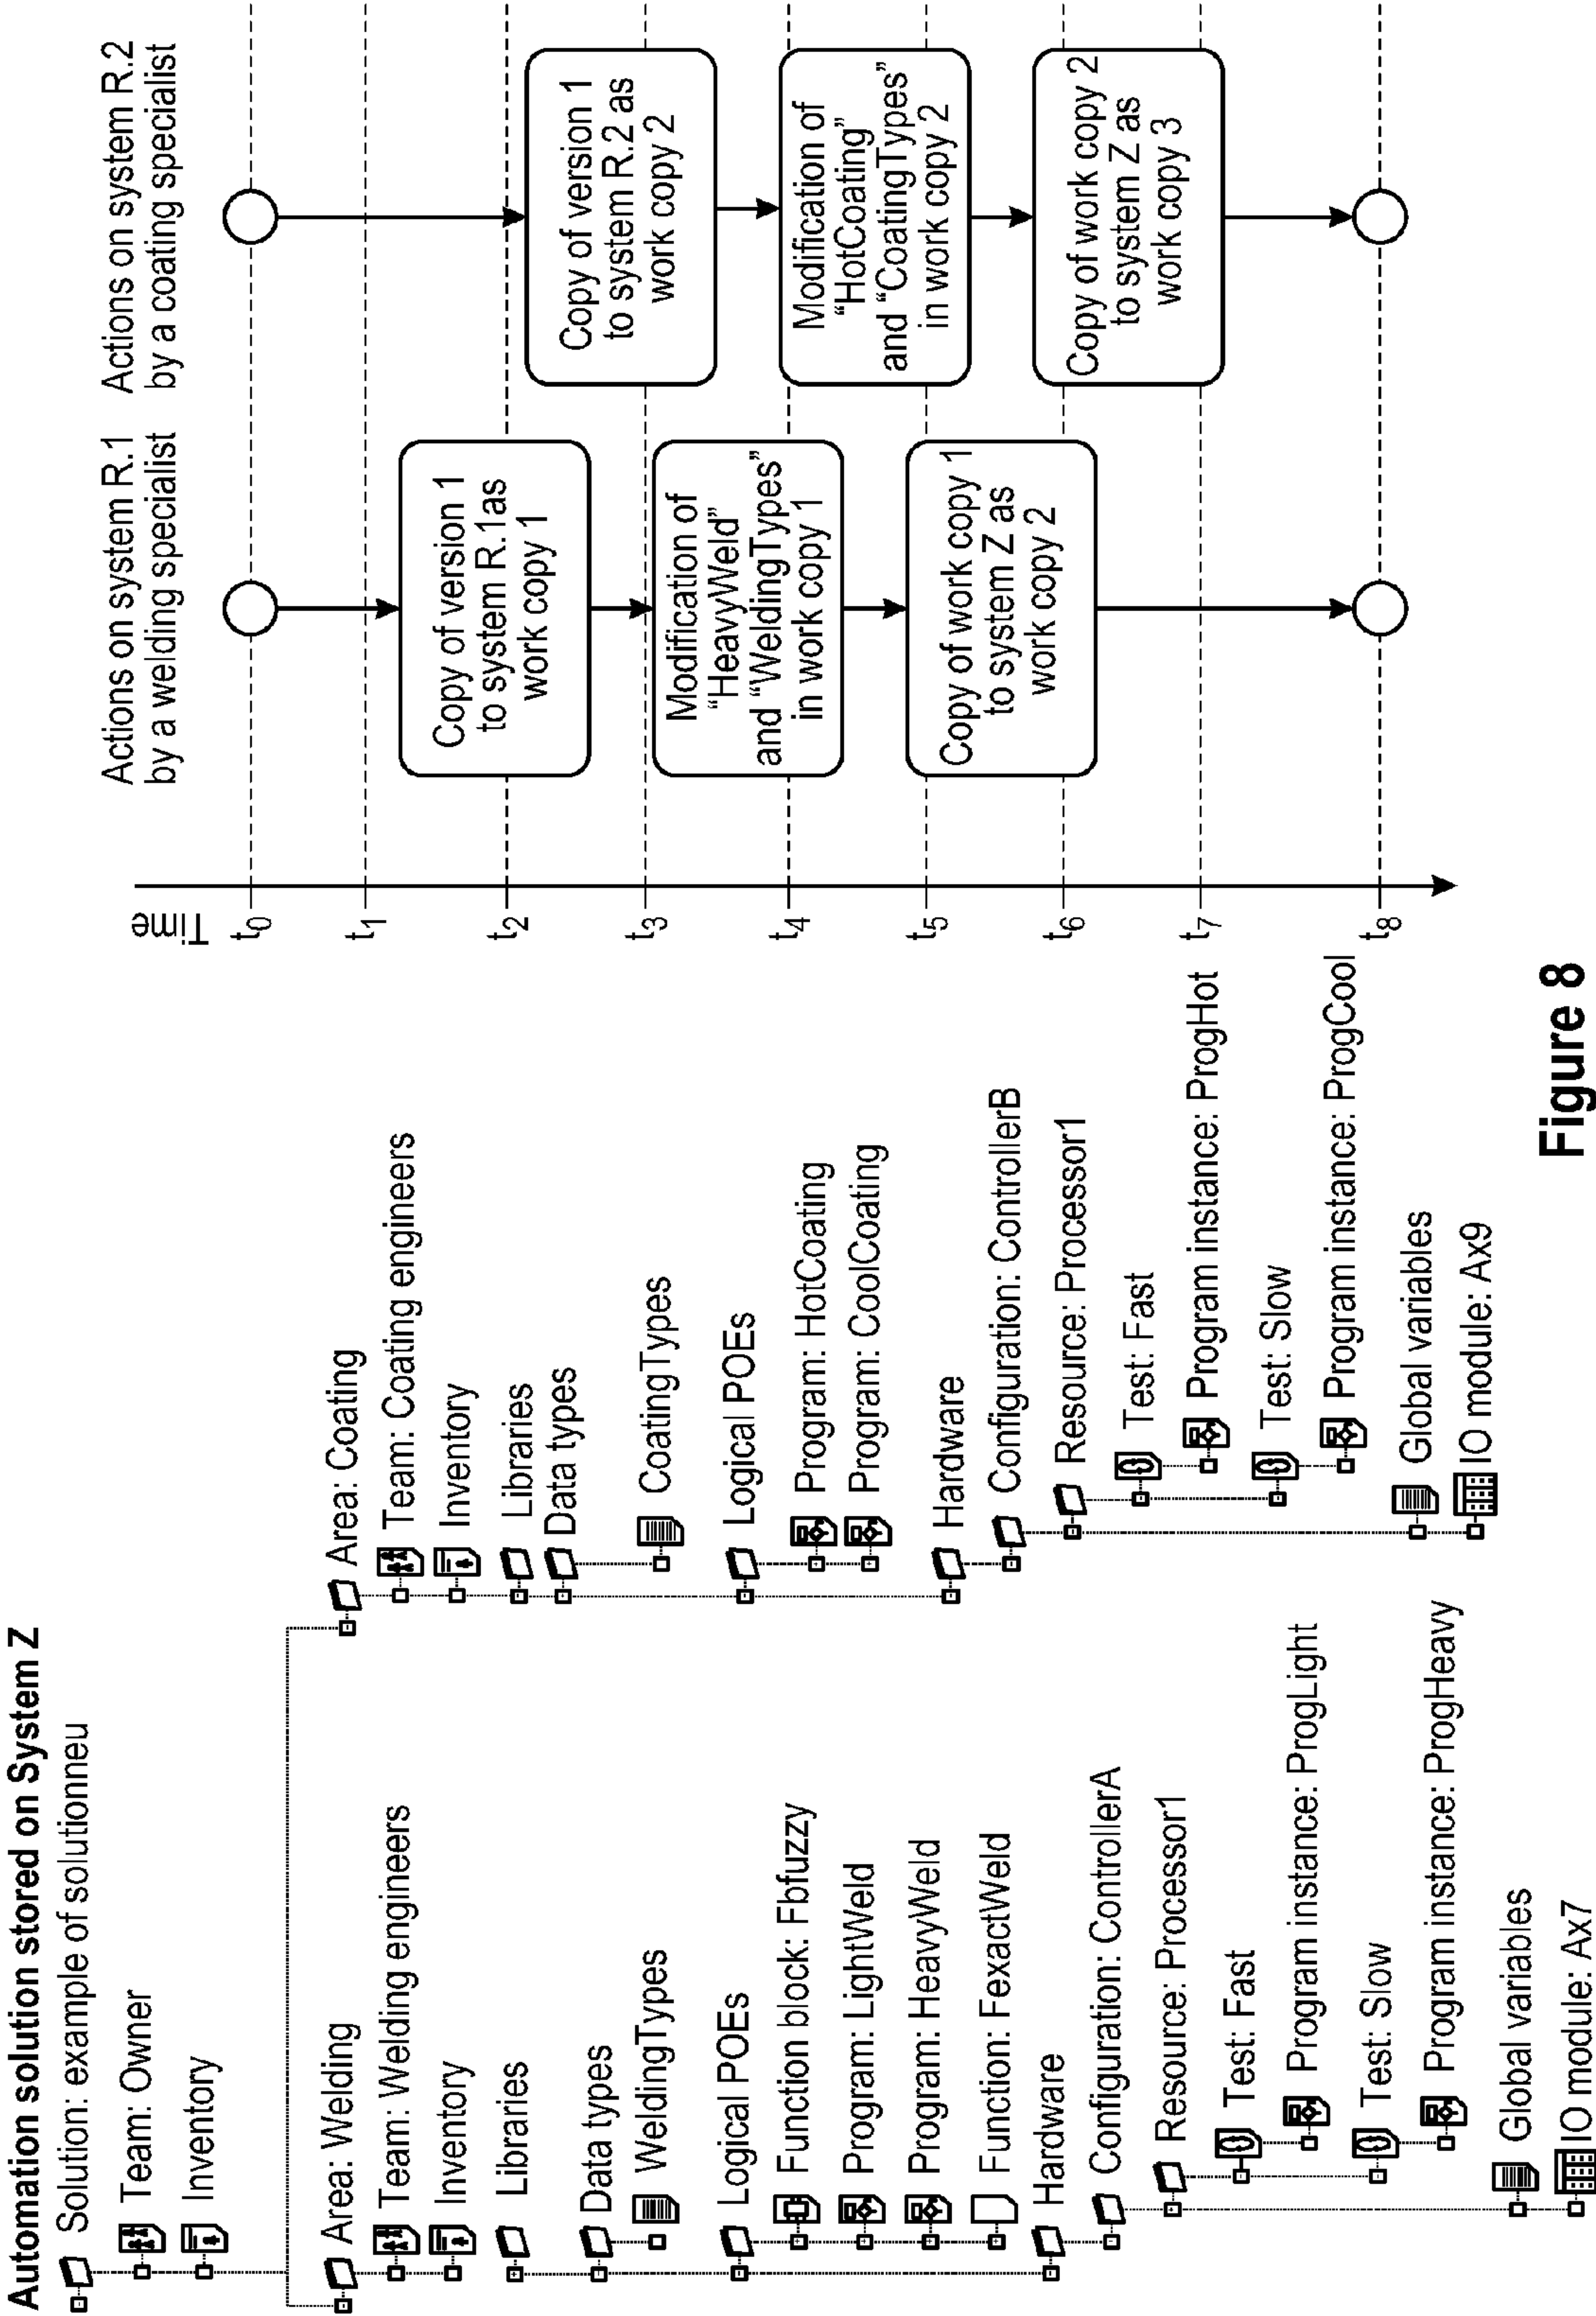 Automation solution stored on System Z
Solution: example of solutionneu
Team: Owner
Inventory
Area: Welding
Team: Welding engineers
Inventory
Libraries
Data types
WeldingTypes
Logical POEs
Function block: Fbfuzzy
Program: LightWeld
Program: HeavyWeld
Function: FexactWeld
Hardware
Configuration: ControllerA
Resource: Processor1
Test: Fast
Program instance: ProgLight
Test: Slow
Program instance: ProgHeavy
Global variables
IO module: Ax7
Area: Coating
Team: Coating engineers
Inventory
Libraries
Data types
CoatingTypes
Logical POEs
Program: HotCoating
Program: CoolCoating
Hardware
Configuration: ControllerB
Resource: Processor1
Test: Fast
Program instance: ProgHot
Test: Slow
Program instance: ProgCool
Global variables
IO module: Ax9
Time
t0
t1
t2
t3
t4
t5
t6
t7
t8
Actions on system R.1
by a welding specialist
Copy of version 1
to system R.1as
work copy 1
Modification of
“HeavyWeld”
and “WeldingTypes”
in work copy 1
Copy of work copy 1
to system Z as
work copy 2
Actions on system R.2
by a coating specialist
Copy of version 1
to system R.2 as
work copy 2
Modification of
“HotCoating”
and “CoatingTypes”
in work copy 2
Copy of work copy 2
to system Z as
work copy 3
Figure 8